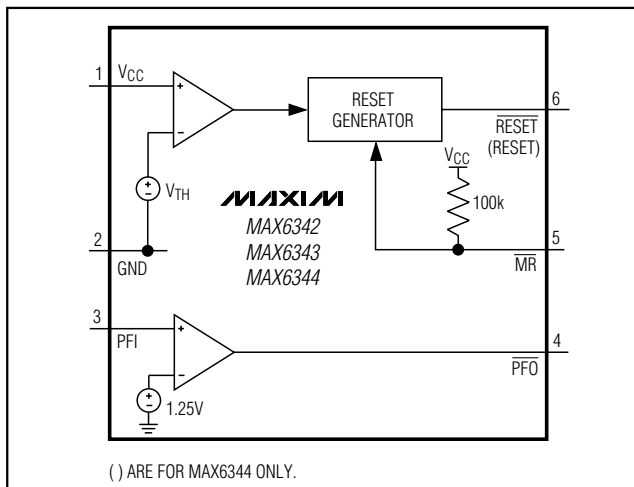 1 VCC
+
−
RESET
GENERATOR
6
RESET
(RESET)
VCC
100k
+
−
VTH
MAXIM
MAX6342
MAX6343
MAX6344
2
GND
5
MR
3
PFI
+
−
4
PFO
+
−
1.25V
( ) ARE FOR MAX6344 ONLY.